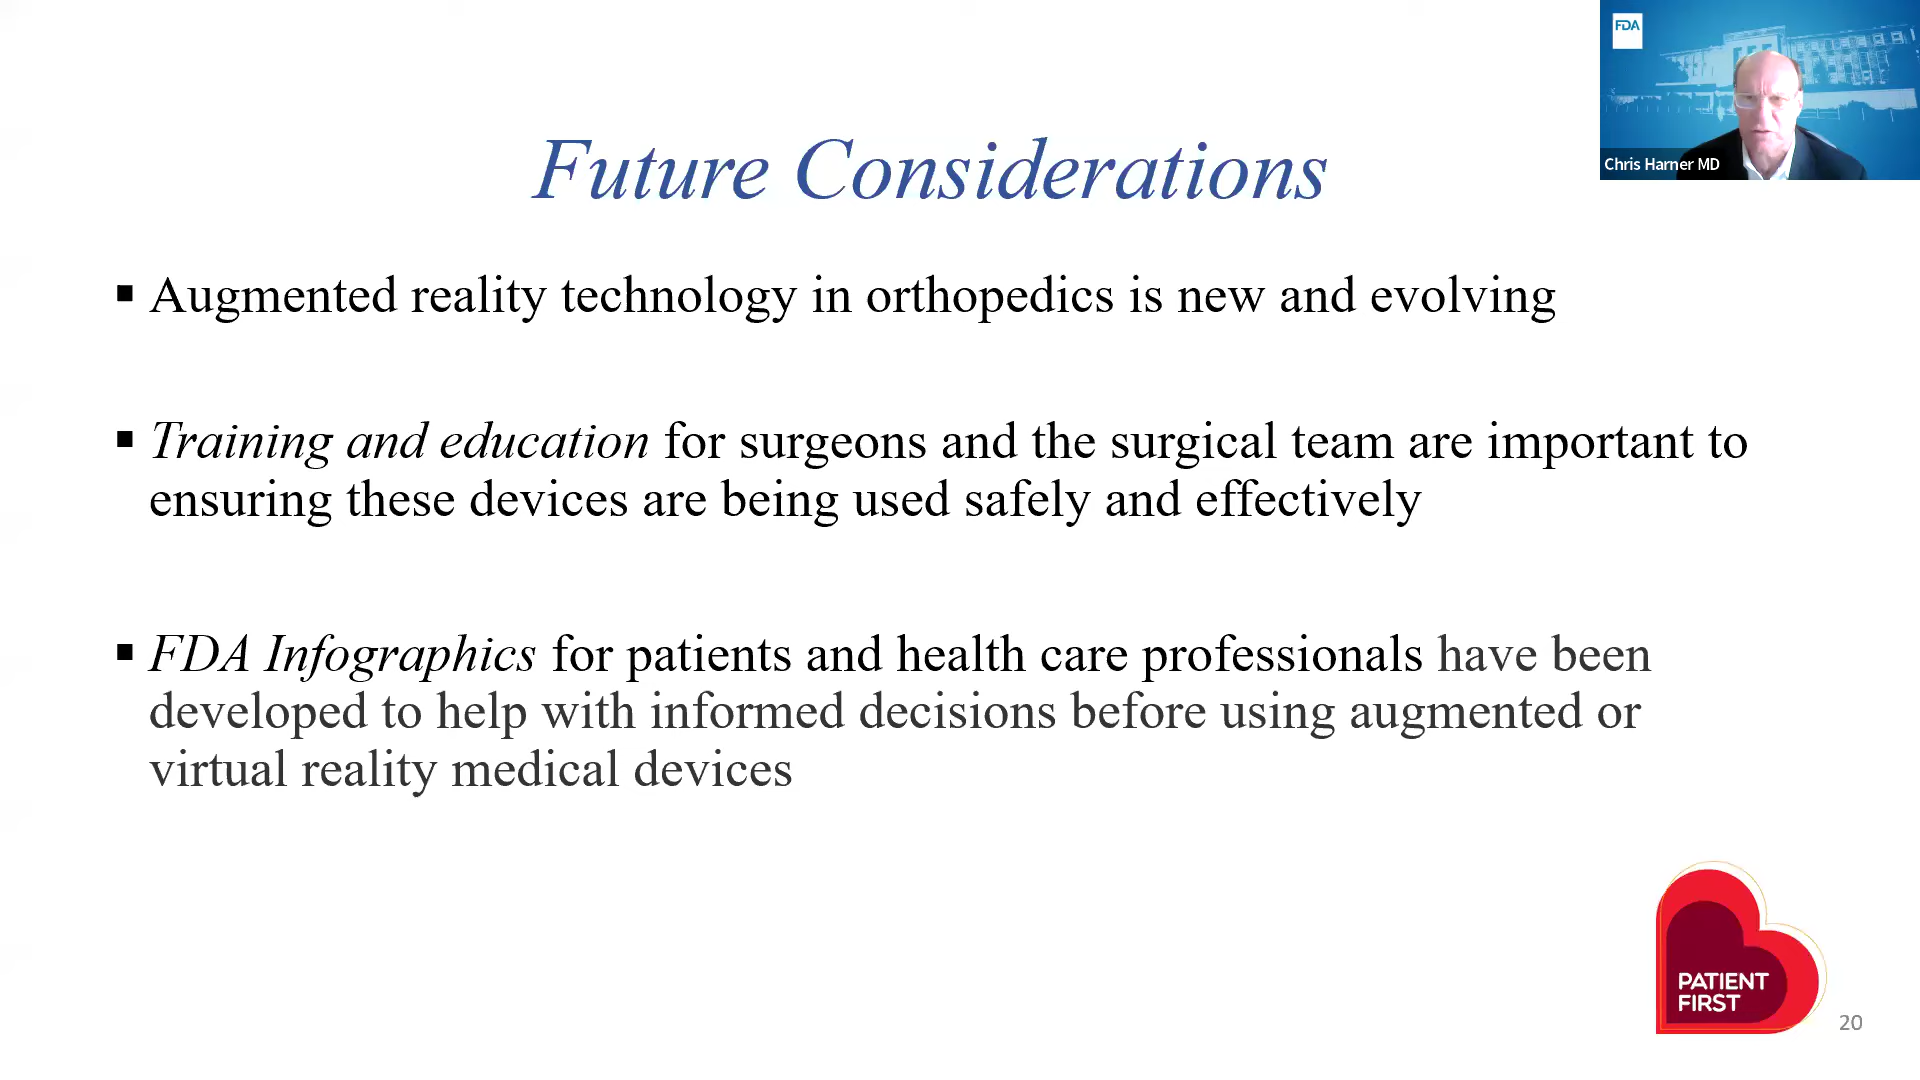 FDA
Chris Harner MD
Future Considerations
▪ Augmented reality technology in orthopedics is new and evolving
▪ Training and education for surgeons and the surgical team are important to
ensuring these devices are being used safely and effectively
▪ FDA Infographics for patients and health care professionals have been
developed to help with informed decisions before using augmented or
virtual reality medical devices
PATIENT
FIRST
20